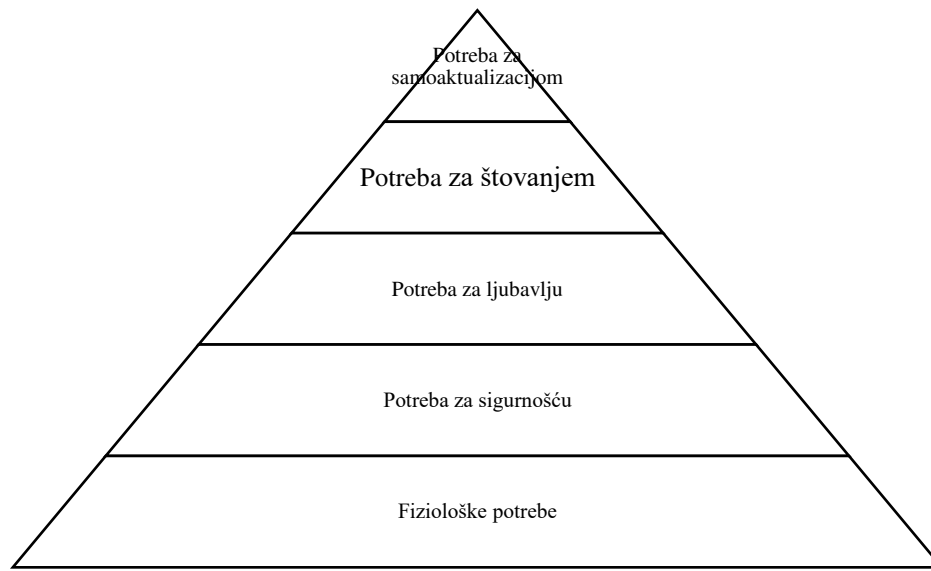 Potreba za
samoaktualizacijom
Potreba za štovanjem
Potreba za ljubavlju
Potreba za sigurnošću
Fiziološke potrebe